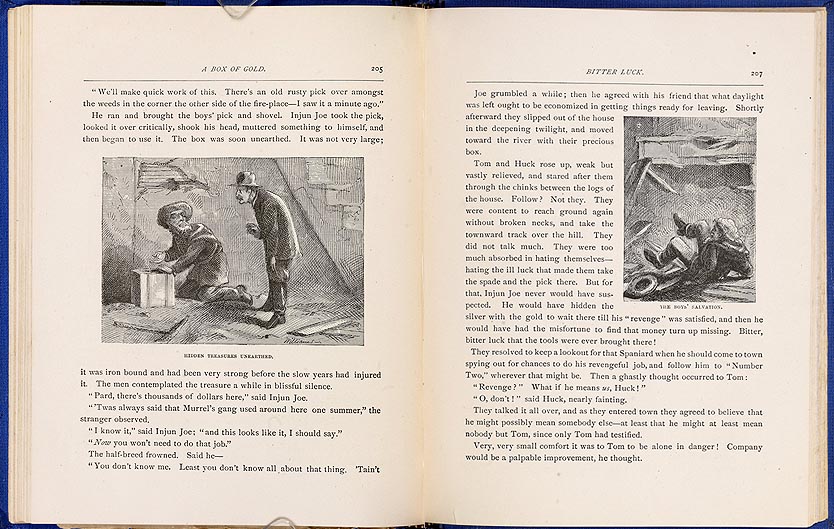 A BOX OF GOLD.
205
"We'll make quick work of this. There's an old rusty pick over amongst
the weeds in the corner the other side of the fire-place—I saw it a minute ago."
He ran and brought the boys' pick and shovel. Injun Joe took the pick,
looked it over critically, shook his head, muttered something to himself, and
then began to use it. The box was soon unearthed. It was not very large;
HIDDEN TREASURES UNEARTHED.
it was iron bound and had been very strong before the slow years had injured
it. The men contemplated the treasure a while in blissful silence.
"Pard, there's thousands of dollars here," said Injun Joe.
"'Twas always said that Murrel's gang used around here one summer," the
stranger observed.
"I know it," said Injun Joe; "and this looks like it, I should say."
"Now you won't need to do that job."
The half-breed frowned. Said he—
"You don't know me. Least you don't know all about that thing. 'Tain't
BITTER LUCK.
207
Joe grumbled a while; then he agreed with his friend that what daylight
was left ought to be economized in getting things ready for leaving. Shortly
afterward they slipped out of the house
in the deepening twilight, and moved
toward the river with their precious
box.
Tom and Huck rose up, weak but
vastly relieved, and stared after them
through the chinks between the logs of
the house. Follow? Not they. They
were content to reach ground again
without broken necks, and take the
townward track over the hill. They
did not talk much. They were too
much absorbed in hating themselves—
hating the ill luck that made them take
the spade and the pick there. But for
that, Injun Joe never would have sus-
pected. He would have hidden the
THE BOYS' SALVATION.
silver with the gold to wait there till his "revenge" was satisfied, and then he
would have had the misfortune to find that money turn up missing. Bitter,
bitter luck that the tools were ever brought there!
They resolved to keep a lookout for that Spaniard when he should come to town
spying out for chances to do his revengeful job, and follow him to "Number
Two," wherever that might be. Then a ghastly thought occurred to Tom:
"Revenge?" What if he means us, Huck!"
"O, don't!" said Huck, nearly fainting.
They talked it all over, and as they entered town they agreed to believe that
he might possibly mean somebody else—at least that he might at least mean
nobody but Tom, since only Tom had testified.
Very, very small comfort it was to Tom to be alone in danger! Company
would be a palpable improvement, he thought.